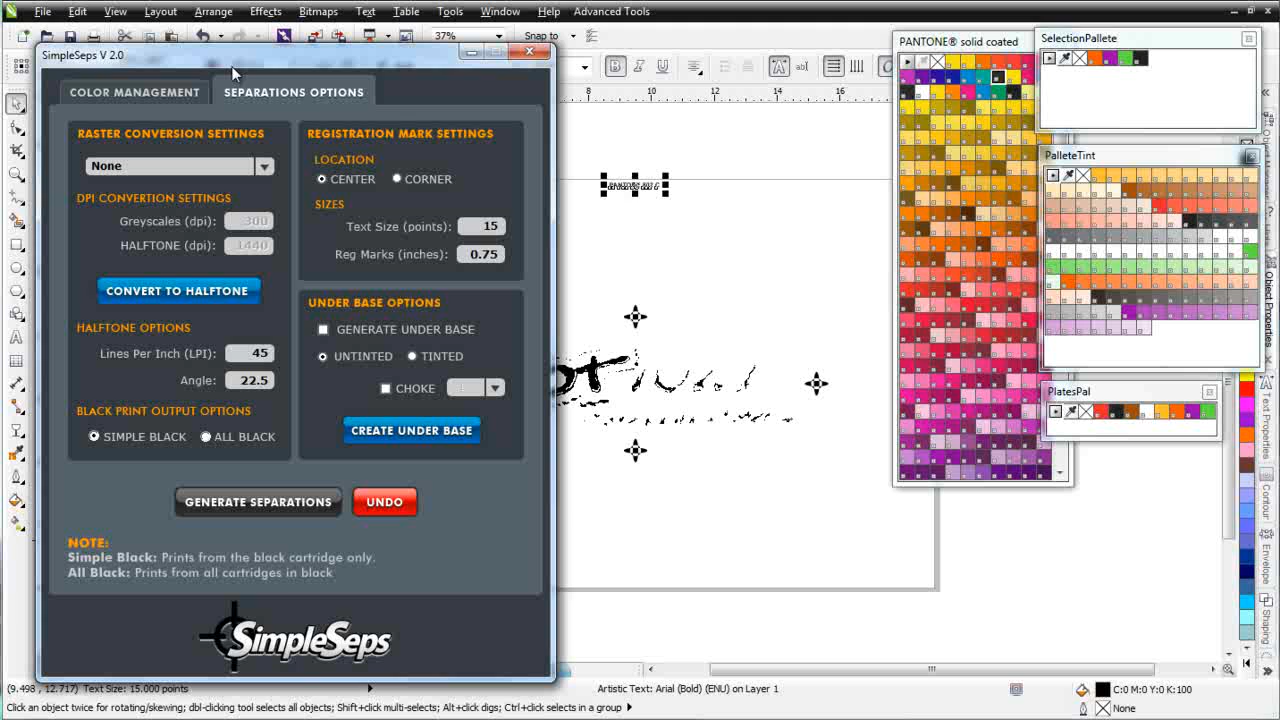 File Edit View Layout Arrange Effects Bitmaps Text Table Tools Window Help Advanced Tools
37% Snap to
SimpleSeps V 2.0
COLOR MANAGEMENT SEPARATIONS OPTIONS
RASTER CONVERSION SETTINGS
None
DPI CONVERTION SETTINGS
Greyscales (dpi): 300
HALFTONE (dpi): 1440
CONVERT TO HALFTONE
HALFTONE OPTIONS
Lines Per Inch (LPI): 45
Angle: 22.5
BLACK PRINT OUTPUT OPTIONS
SIMPLE BLACK ALL BLACK
REGISTRATION MARK SETTINGS
LOCATION
CENTER CORNER
SIZES
Text Size (points): 15
Reg Marks (inches): 0.75
UNDER BASE OPTIONS
GENERATE UNDER BASE
UNTINTED TINTED
CHOKE
CREATE UNDER BASE
GENERATE SEPARATIONS UNDO
NOTE:
Simple Black: Prints from the black cartridge only.
All Black: Prints from all cartridges in black
SimpleSeps
8 10 12 14 16
PANTONE® solid coated
SelectionPallete
PalleteTint
PlatesPal
Object Properties
Contour
Envelope
Shaping
(9.498 , 12.717) Text Size: 15.000 points
Artistic Text: Arial (Bold) (ENU) on Layer 1
C:0 M:0 Y:0 K:100
Click an object twice for rotating/skewing; dbl-clicking tool selects all objects; Shift+click multi-selects; Alt+click digs; Ctrl+click selects in a group
None